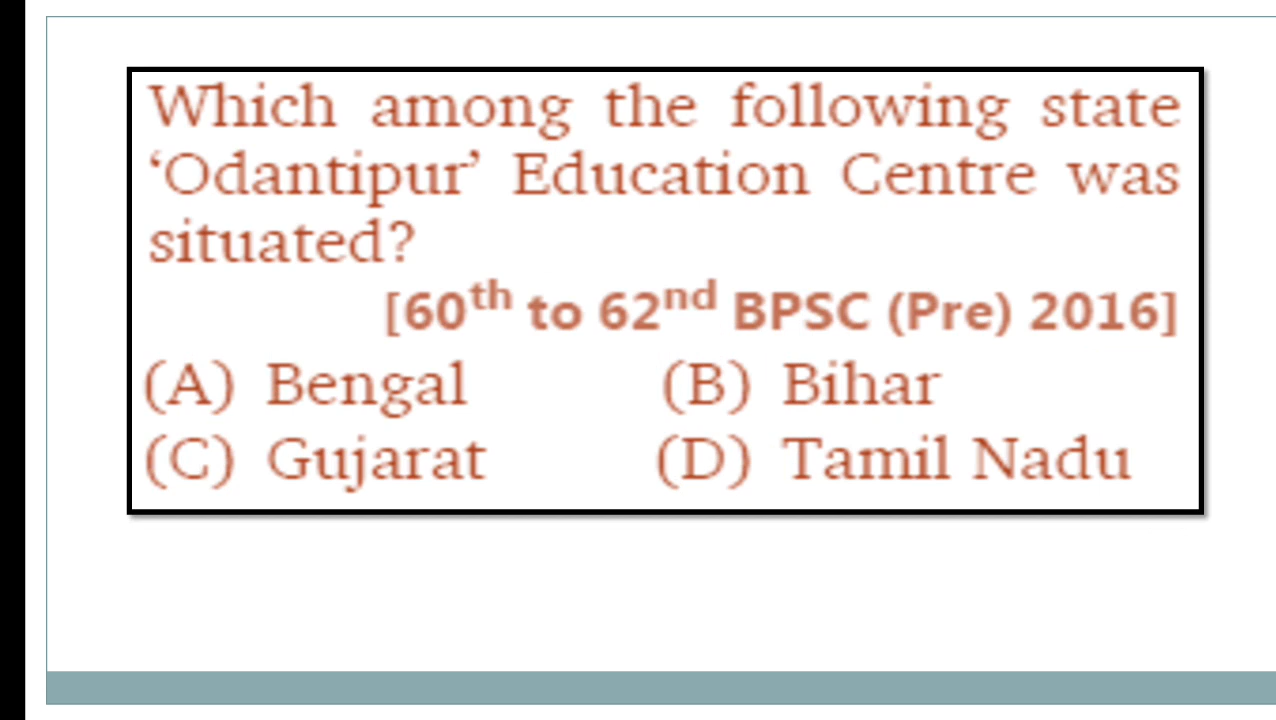 Which among the following state
‘Odantipur’ Education Centre was
situated?
[60th to 62nd BPSC (Pre) 2016]
(A) Bengal (B) Bihar
(C) Gujarat (D) Tamil Nadu